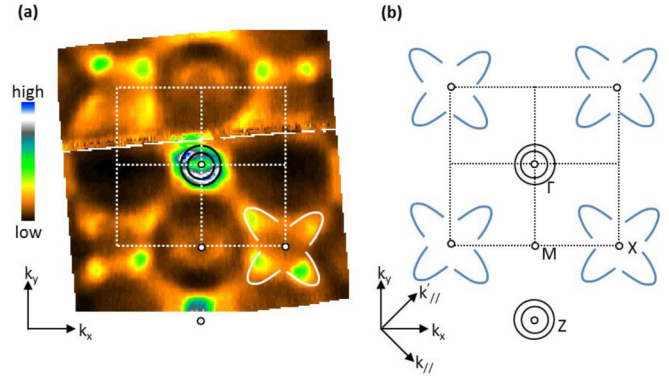 (a)
high
low
k_y
k_x
(b)
Γ
M
X
Z
k_y
k'_//
k_x
k_//